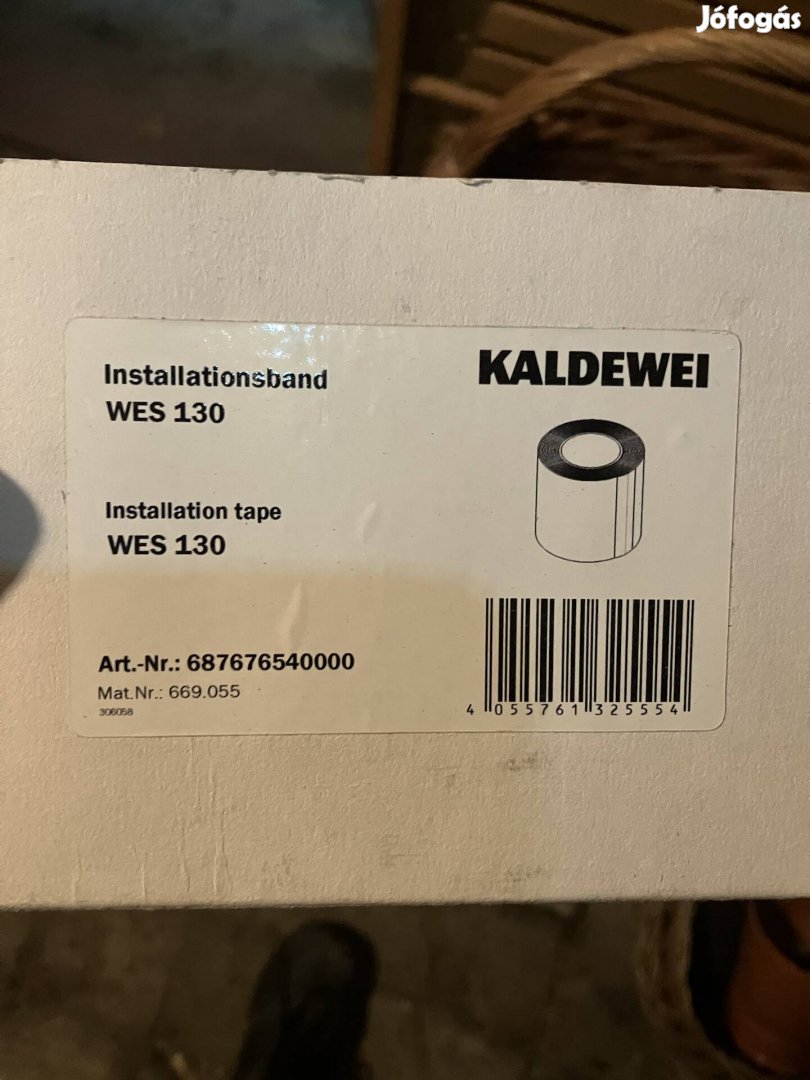 Jófogás
Installationsband
WES 130
KALDEWEI
Installation tape
WES 130
Art.-Nr.: 687676540000
Mat.Nr.: 669.055
306058
4 055761 325554